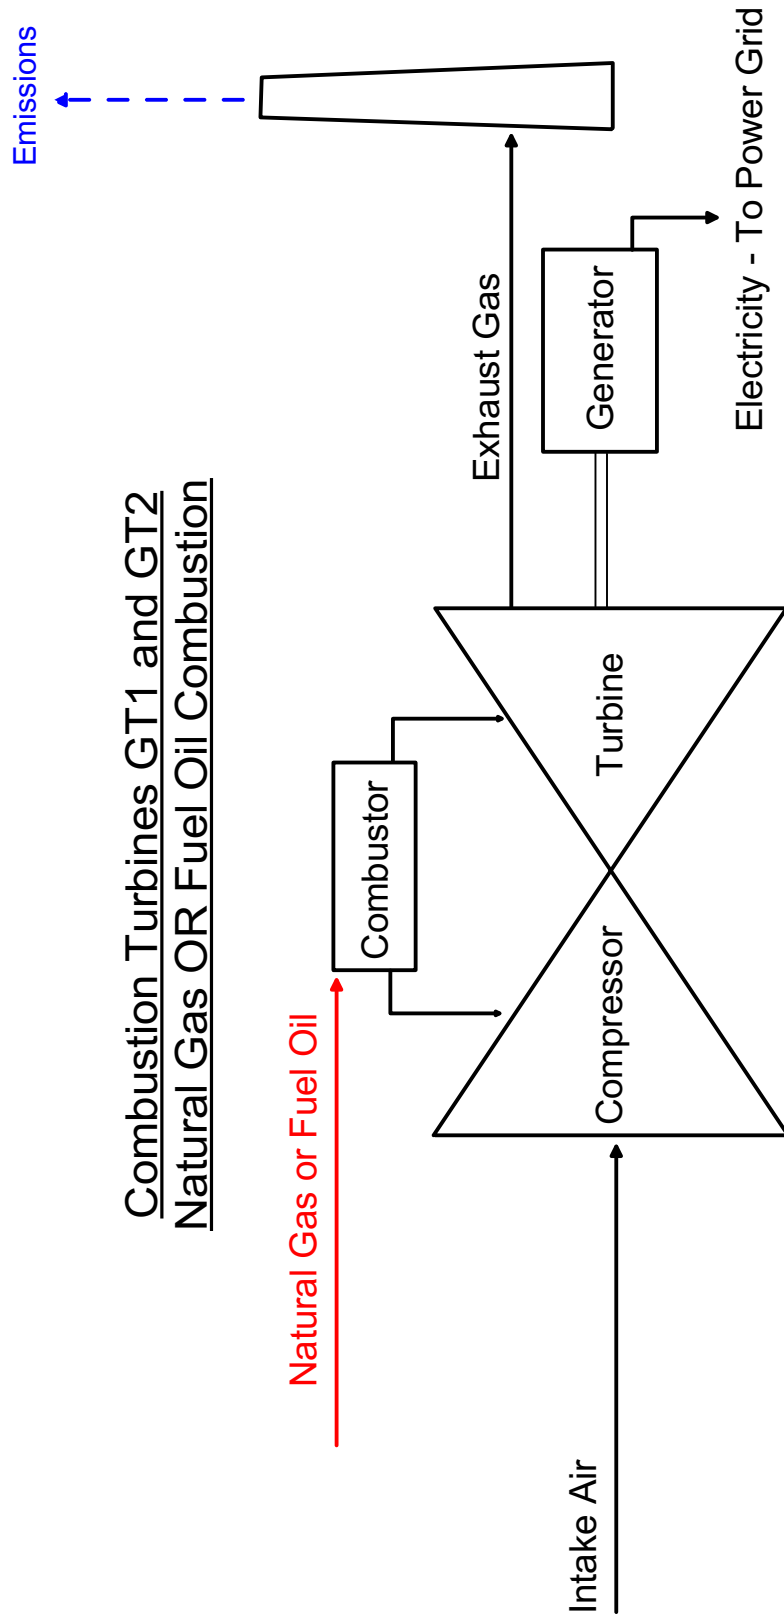 Combustion Turbines GT1 and GT2
Natural Gas OR Fuel Oil Combustion
Emissions
Natural Gas or Fuel Oil
Combustor
Exhaust Gas
Intake Air
Compressor
Turbine
Generator
Electricity - To Power Grid